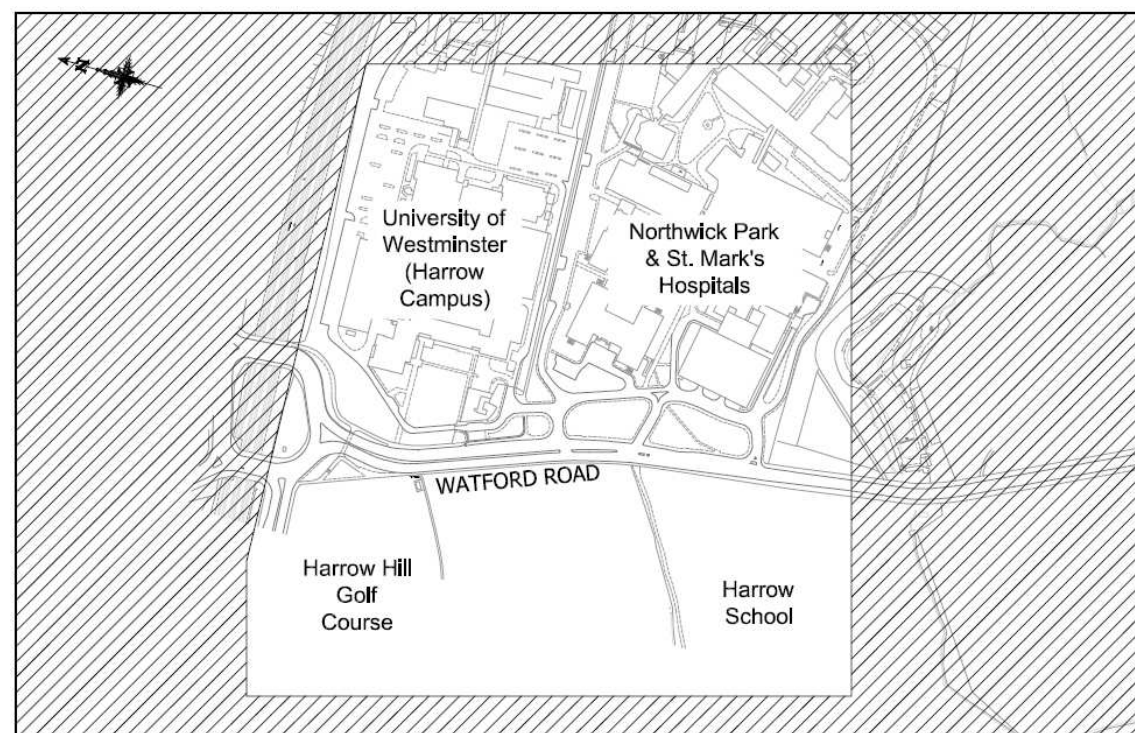 N
University of
Westminster
(Harrow
Campus)
Northwick Park
& St. Mark's
Hospitals
WATFORD ROAD
Harrow Hill
Golf
Course
Harrow
School